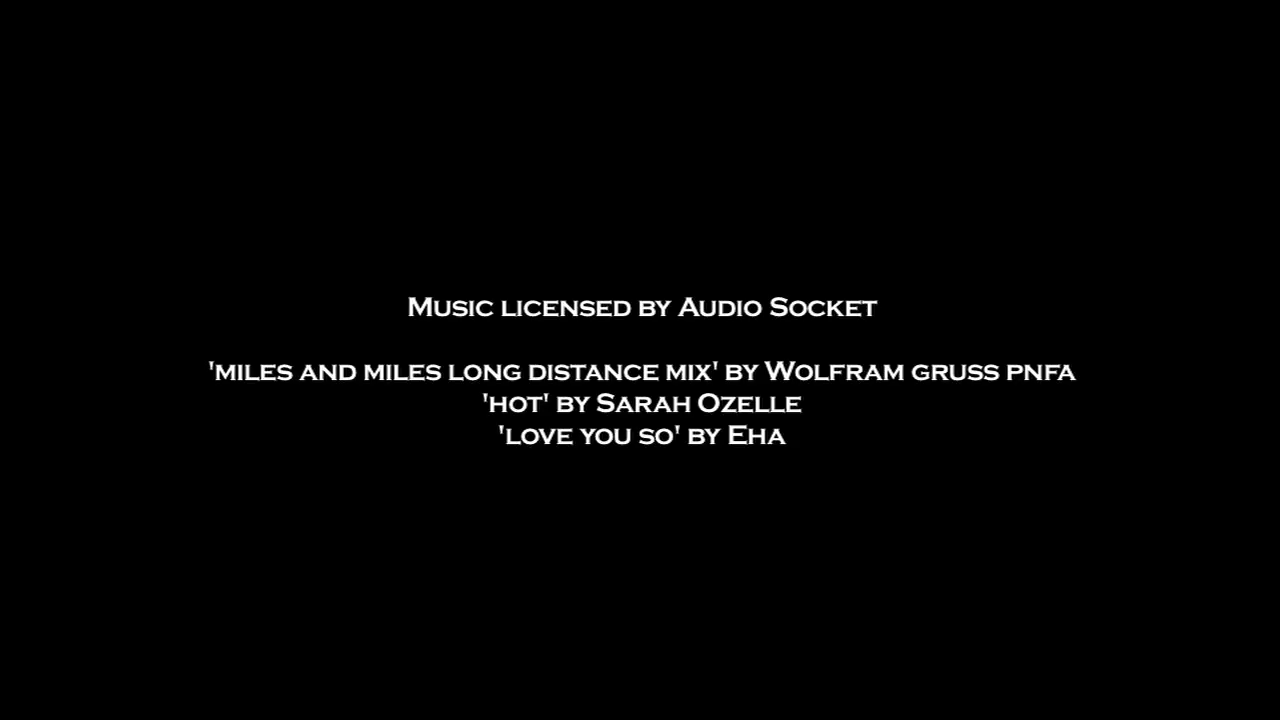 Music licensed by Audio Socket
'miles and miles long distance mix' by Wolfram gruss pnfa
'hot' by Sarah Ozelle
'love you so' by Eha